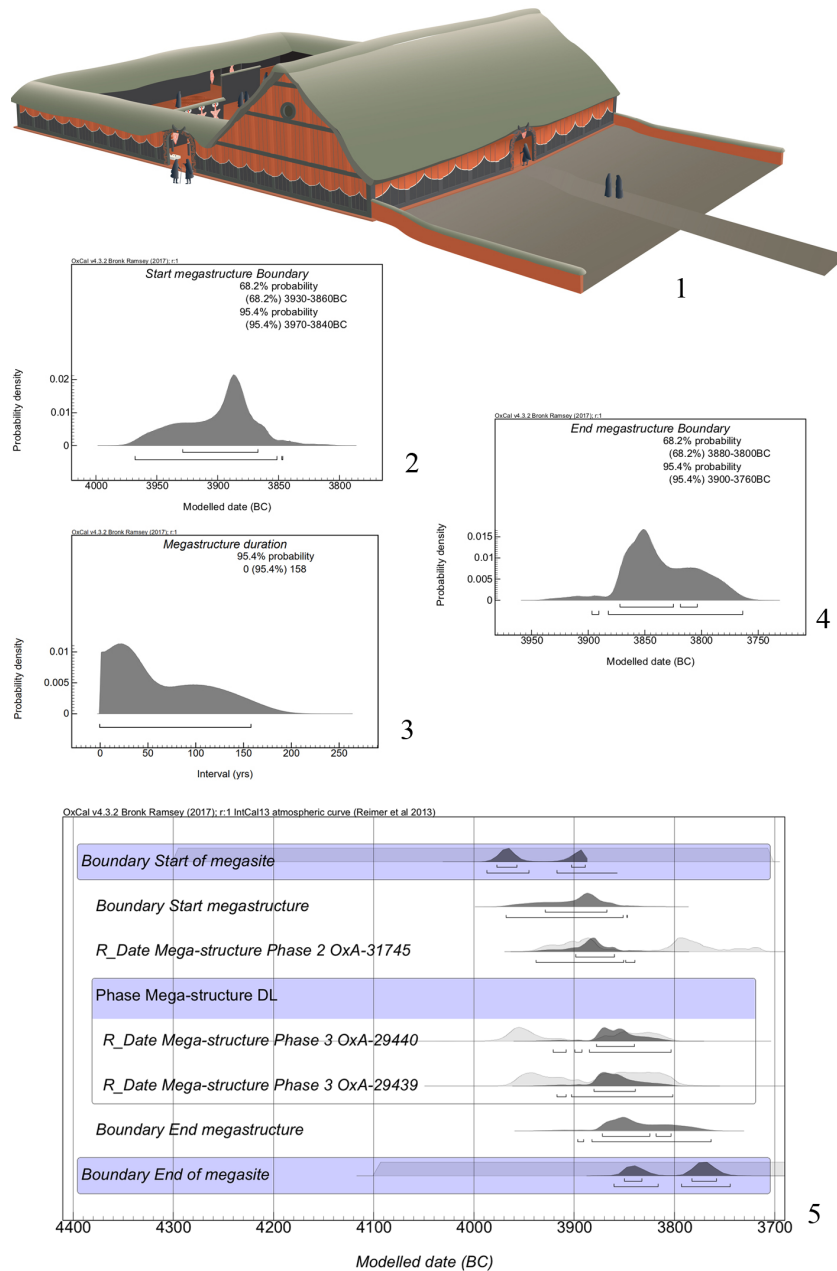 1
OxCal v4.3.2 Bronk Ramsey (2017); r:1
Start megastructure Boundary
68.2% probability
(68.2%) 3930-3860BC
95.4% probability
(95.4%) 3970-3840BC
Probability density
0.02
0.01
0
4000 3950 3900 3850 3800
Modelled date (BC)
2
OxCal v4.3.2 Bronk Ramsey (2017); r:1
Megastructure duration
95.4% probability
0 (95.4%) 158
Probability density
0.01
0.005
0
0 50 100 150 200 250
Interval (yrs)
3
OxCal v4.3.2 Bronk Ramsey (2017); r:1
End megastructure Boundary
68.2% probability
(68.2%) 3880-3800BC
95.4% probability
(95.4%) 3900-3760BC
Probability density
0.015
0.01
0.005
0
3950 3900 3850 3800 3750
Modelled date (BC)
4
OxCal v4.3.2 Bronk Ramsey (2017); r:1 IntCal13 atmospheric curve (Reimer et al 2013)
Boundary Start of megasite
Boundary Start megastructure
R_Date Mega-structure Phase 2 OxA-31745
Phase Mega-structure DL
R_Date Mega-structure Phase 3 OxA-29440
R_Date Mega-structure Phase 3 OxA-29439
Boundary End megastructure
Boundary End of megasite
4400 4300 4200 4100 4000 3900 3800 3700
Modelled date (BC)
5